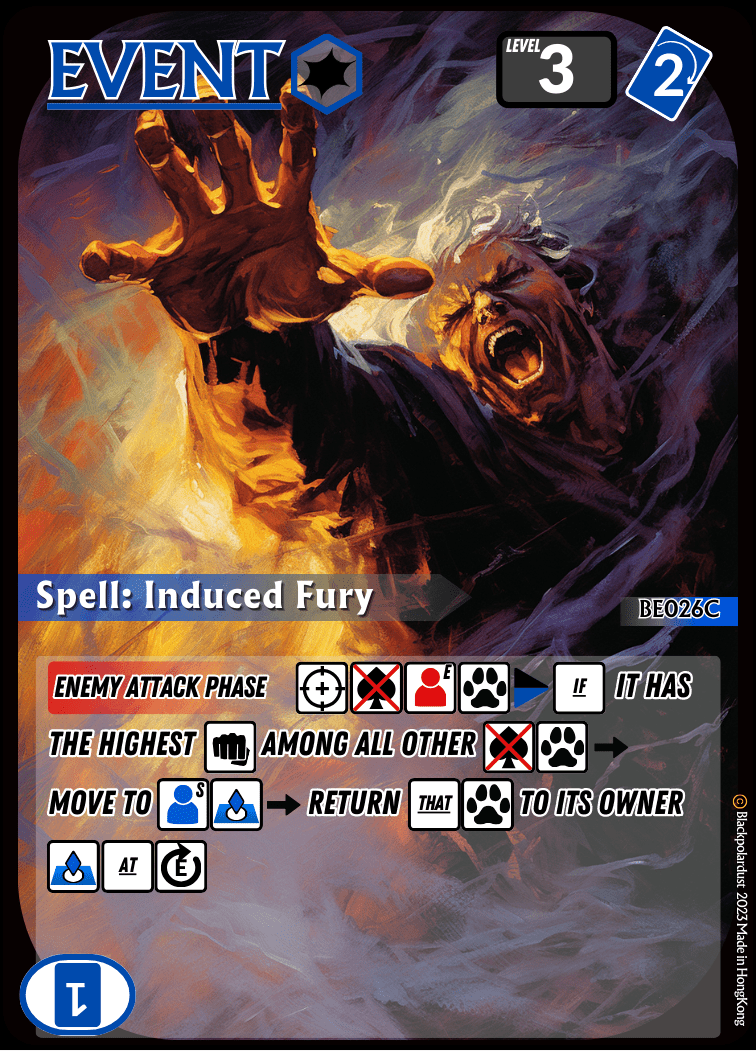 EVENT
LEVEL 3
2
Spell: Induced Fury
BE026C
ENEMY ATTACK PHASE E IF IT HAS
THE HIGHEST AMONG ALL OTHER
MOVE TO S RETURN THAT TO ITS OWNER
AT E
1
© Blackpolardust 2023 Made in HongKong